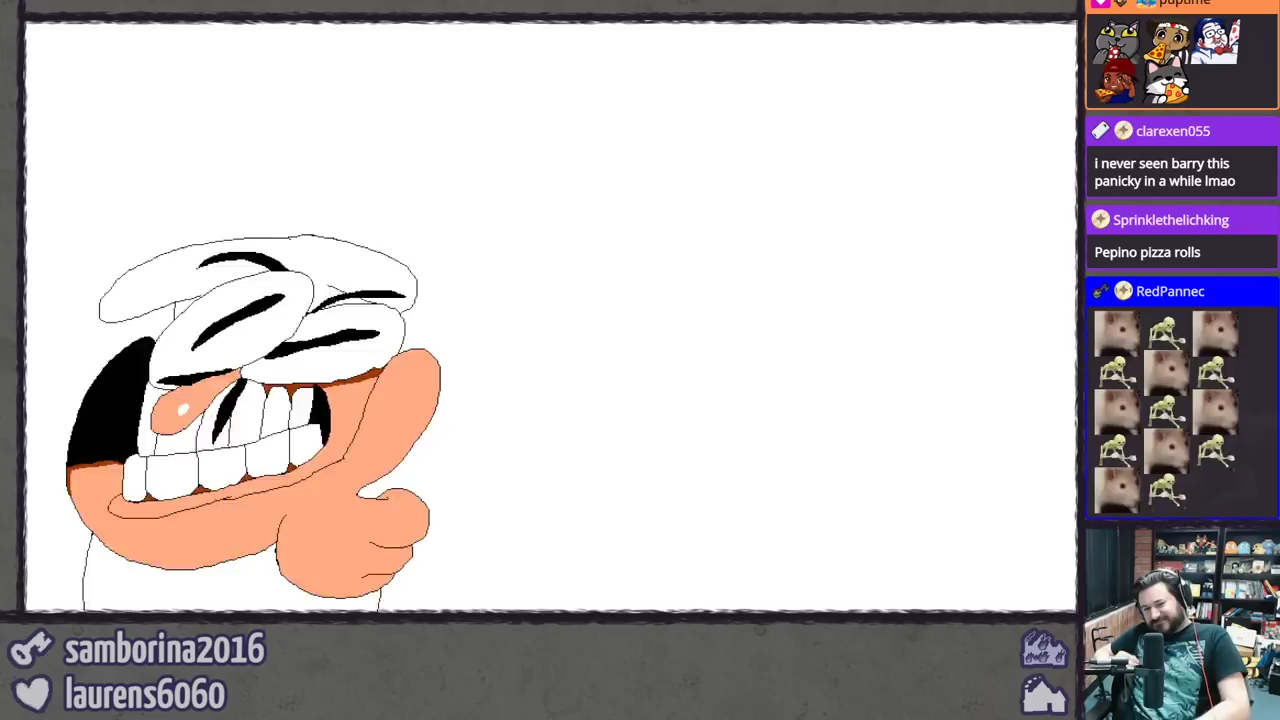 puptime
clarexen055
i never seen barry this
panicky in a while lmao
Sprinklethelichking
Pepino pizza rolls
RedPannec
samborina2016
laurens6060